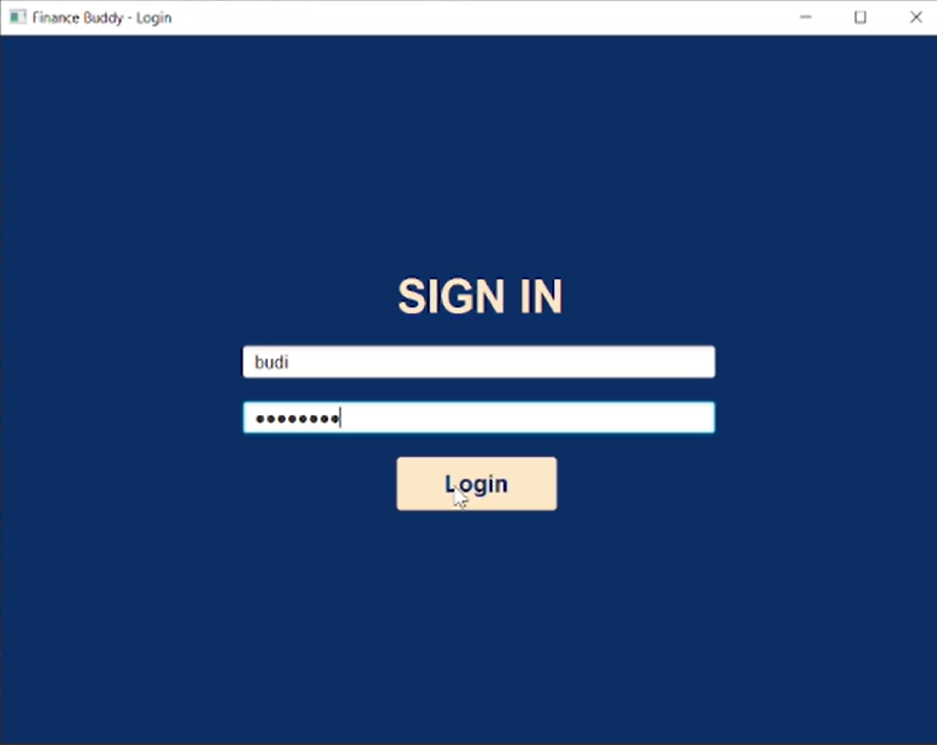 Finance Buddy - Login
SIGN IN
budi
••••••••
Login